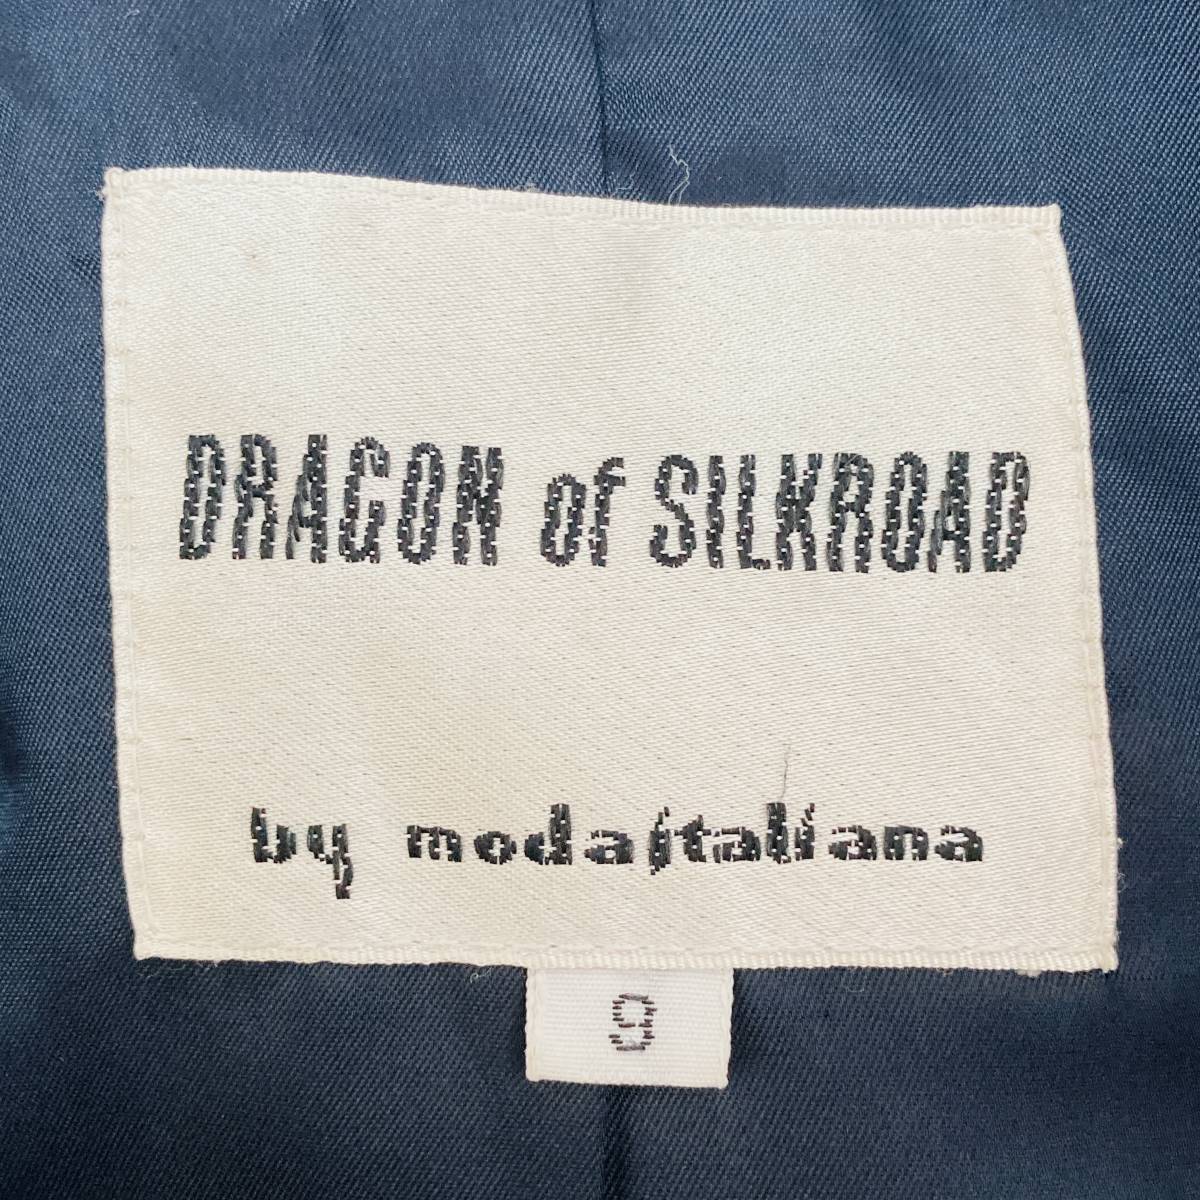 DRAGON of SILKROAD
by modaitaliana
9